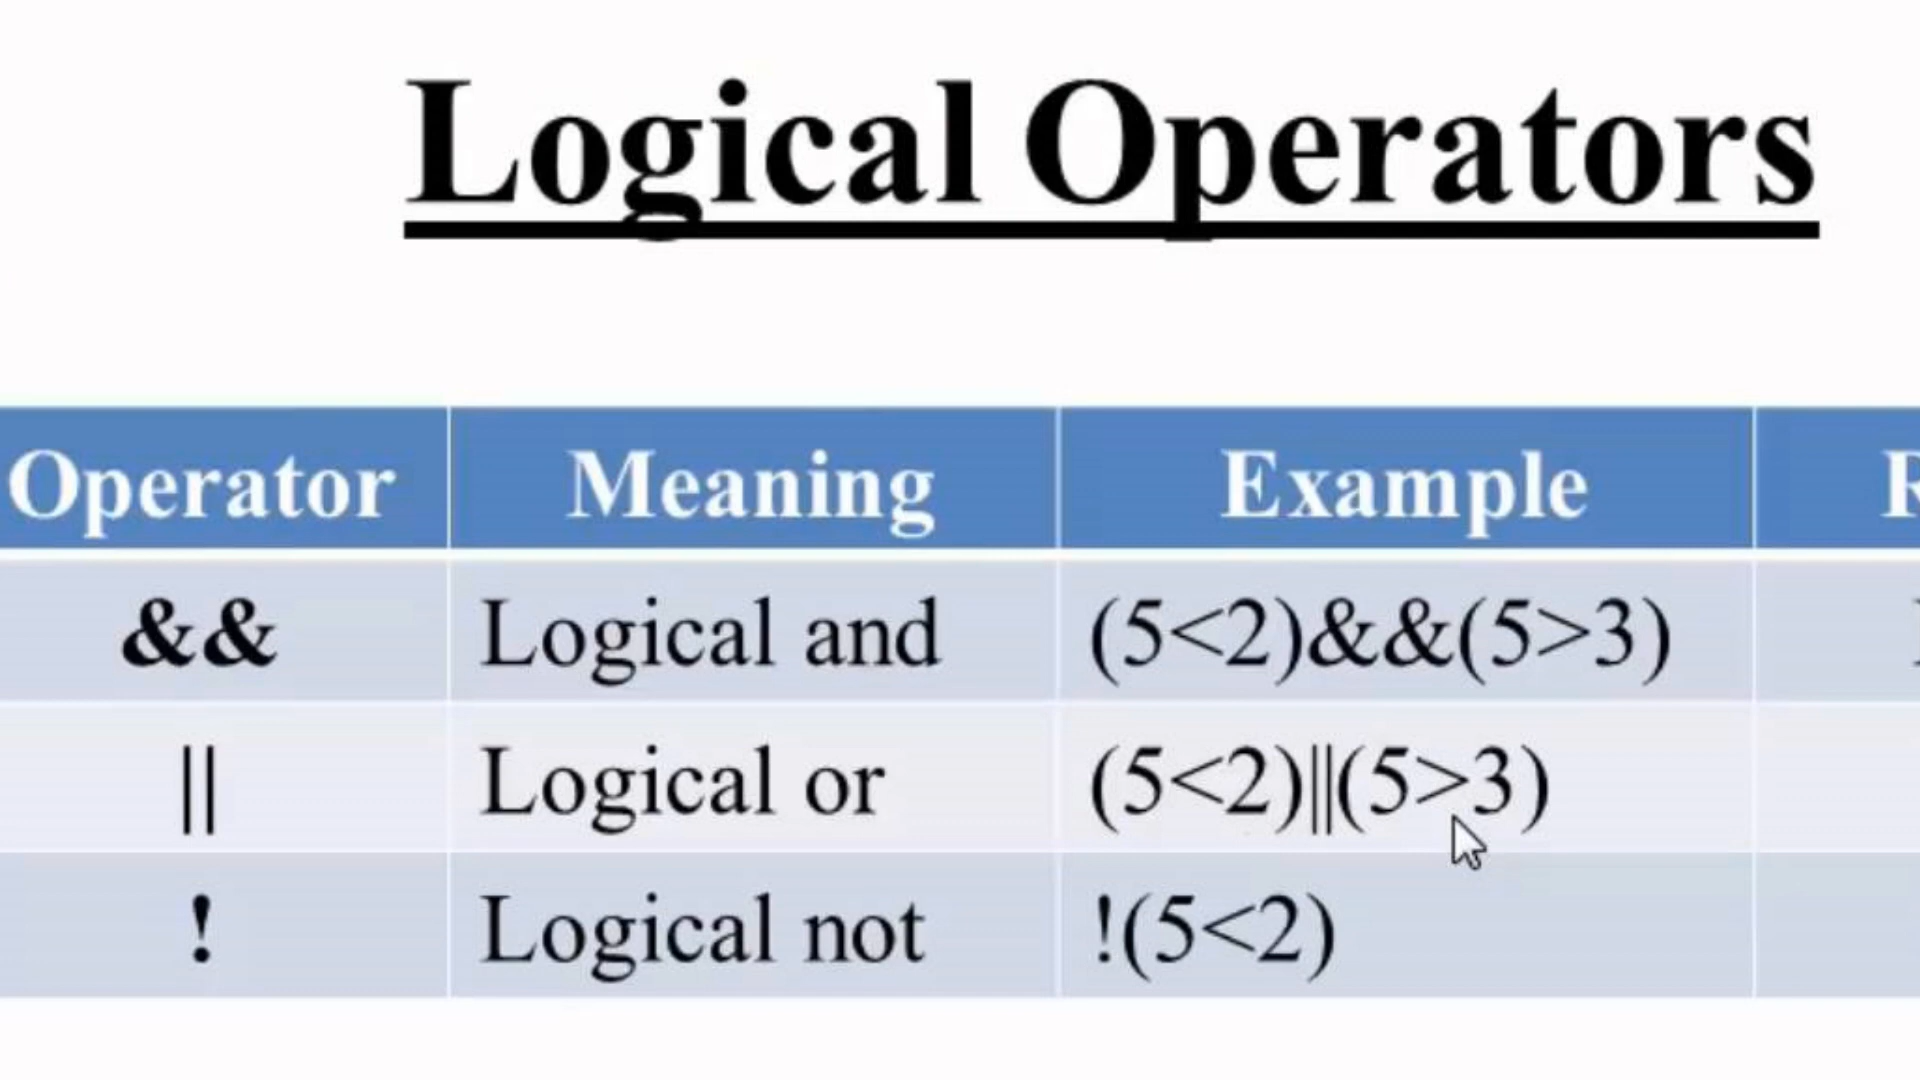 Logical Operators
Operator Meaning Example R
&& Logical and (5<2)&&(5>3)
|| Logical or (5<2)||(5>3)
! Logical not !(5<2)